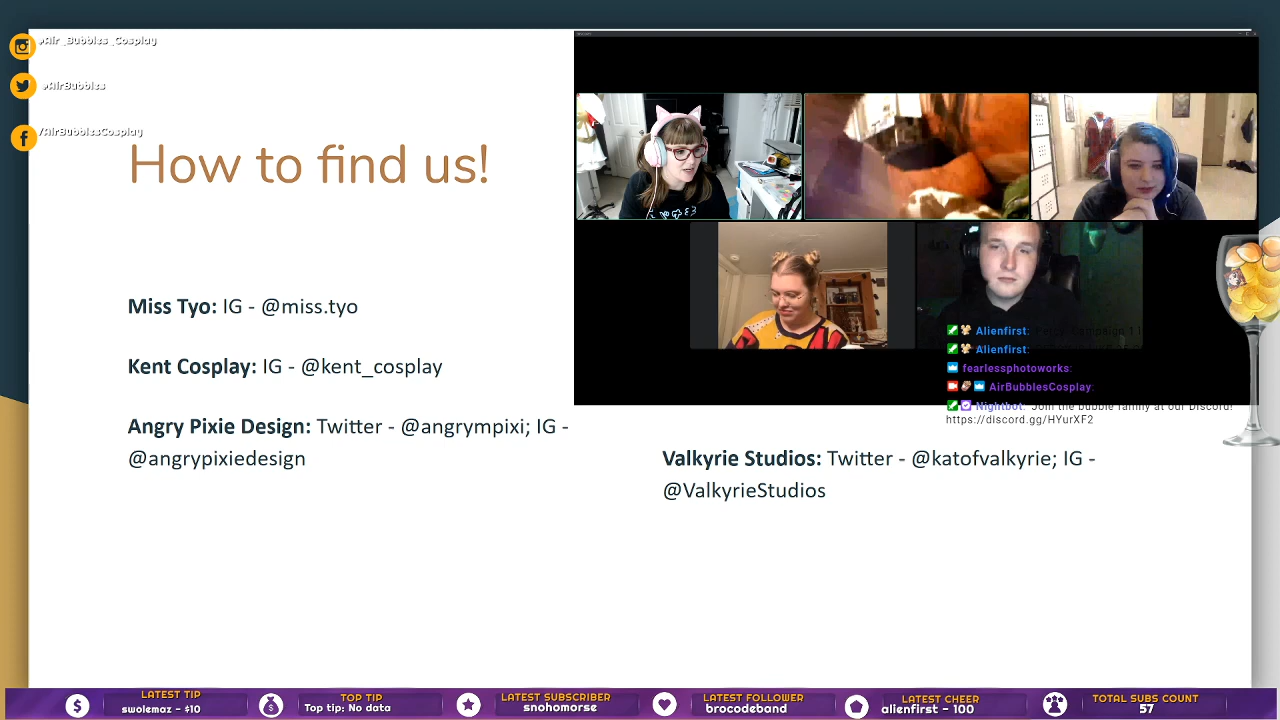 @Air_Bubbles_Cosplay
@AirBubbles
/AirBubblesCosplay
How to find us!
Miss Tyo: IG - @miss.tyo
Kent Cosplay: IG - @kent_cosplay
Angry Pixie Design: Twitter - @angrympixi; IG -
@angrypixiedesign
Alienfirst:
Alienfirst:
fearlessphotoworks:
AirBubblesCosplay:
Nightbot: Join the bubble family at our Discord!
https://discord.gg/HYurXF2
Valkyrie Studios: Twitter - @katofvalkyrie; IG -
@ValkyrieStudios
LATEST TIP
swolemaz - $10
TOP TIP
Top tip: No data
LATEST SUBSCRIBER
snohomorse
LATEST FOLLOWER
brocodeband
LATEST CHEER
alienfirst - 100
TOTAL SUBS COUNT
57